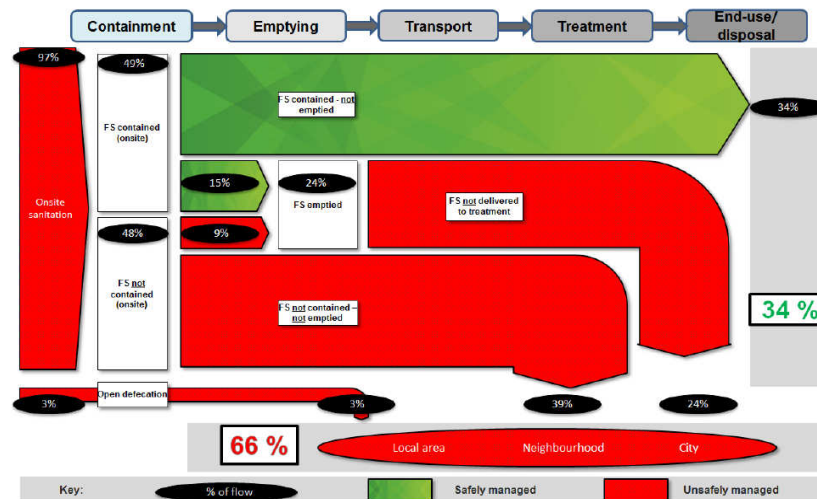 Containment
Emptying
Transport
Treatment
End-use/
disposal
97%
49%
FS contained - not
emptied
34%
FS contained
(onsite)
15%
24%
Onsite
sanitation
FS emptied
FS not delivered
to treatment
48%
9%
FS not
contained
(onsite)
FS not contained –
not emptied
34 %
Open defecation
3%
3%
39%
24%
66 %
Local area
Neighbourhood
City
Key:
% of flow
Safely managed
Unsafely managed